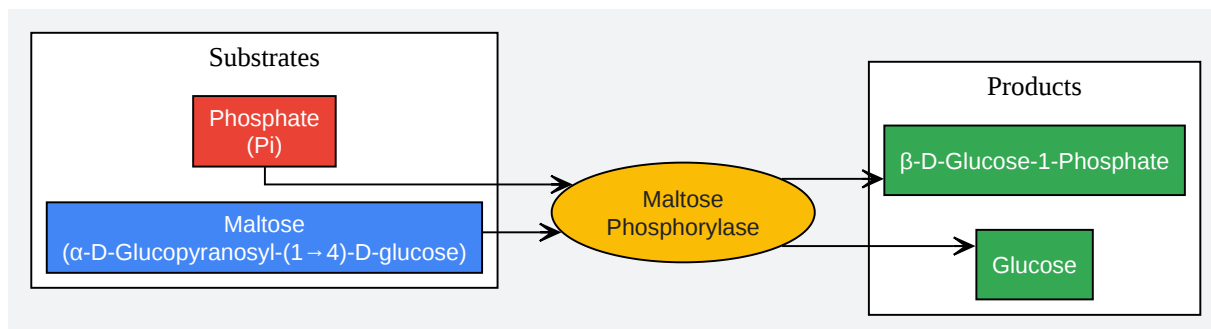 Substrates
Phosphate
(Pi)
Maltose
(α-D-Glucopyranosyl-(1→4)-D-glucose)
Maltose
Phosphorylase
Products
β-D-Glucose-1-Phosphate
Glucose